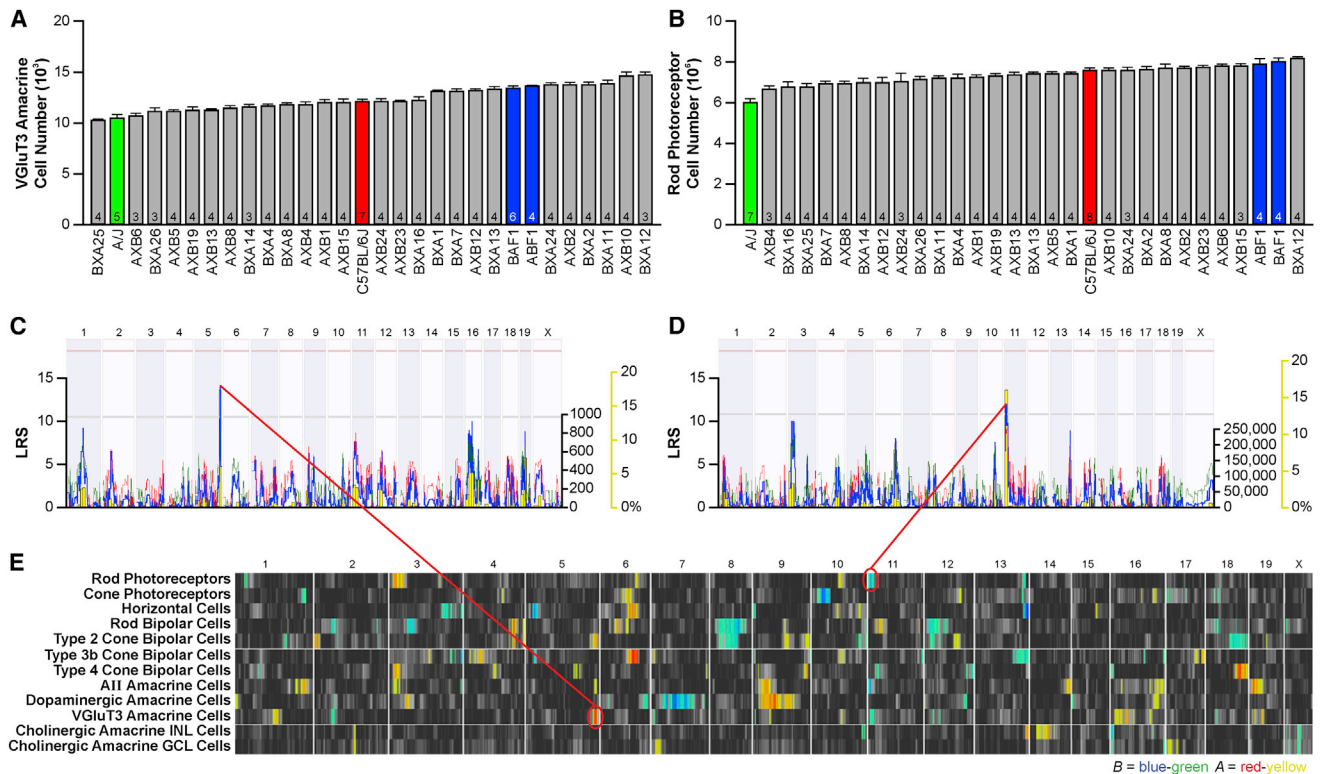 A
VGluT3 Amacrine
Cell Number (10³)
20
15
10
5
0
4 5 3 3 4 4 4 4 3 4 4 4 4 4 7 4 4 3 4 4 4 4 6 4 4 4 4 4 4 3
BXA25 A/J AXB6 BXA26 AXB5 AXB19 AXB13 AXB8 BXA14 BXA4 BXA8 AXB4 AXB1 AXB15 C57BL/6J AXB24 AXB23 BXA16 BXA1 BXA7 AXB12 AXB13 BAF1 ABF1 BXA24 AXB2 BXA2 BXA11 AXB10 BXA12
B
Rod Photoreceptor
Cell Number (10⁶)
8
6
4
2
0
7 3 4 4 4 4 4 4 3 4 4 4 4 4 4 4 4 8 4 3 4 4 4 4 4 3 4 4 4
A/J AXB4 BXA16 BXA25 BXA7 AXB8 BXA14 AXB12 AXB24 BXA26 BXA11 BXA4 AXB1 AXB19 BXA13 AXB5 BXA1 C57BL/6J AXB10 BXA24 BXA2 BXA8 AXB2 AXB23 AXB6 AXB15 ABF1 BAF1 BXA12
C
1 2 3 4 5 6 7 8 9 10 11 12 13 14 15 16 17 18 19 X
LRS
15
10
5
0
1000
800
600
400
200
0
20
15
10
5
0%
D
1 2 3 4 5 6 7 8 9 10 11 12 13 14 15 16 17 18 19 X
LRS
15
10
5
0
250,000
200,000
150,000
100,000
50,000
0
20
15
10
5
0%
E
1 2 3 4 5 6 7 8 9 10 11 12 13 14 15 16 17 18 19 X
Rod Photoreceptors
Cone Photoreceptors
Horizontal Cells
Rod Bipolar Cells
Type 2 Cone Bipolar Cells
Type 3b Cone Bipolar Cells
Type 4 Cone Bipolar Cells
AII Amacrine Cells
Dopaminergic Amacrine Cells
VGluT3 Amacrine Cells
Cholinergic Amacrine INL Cells
Cholinergic Amacrine GCL Cells
B = blue-green A = red-yellow